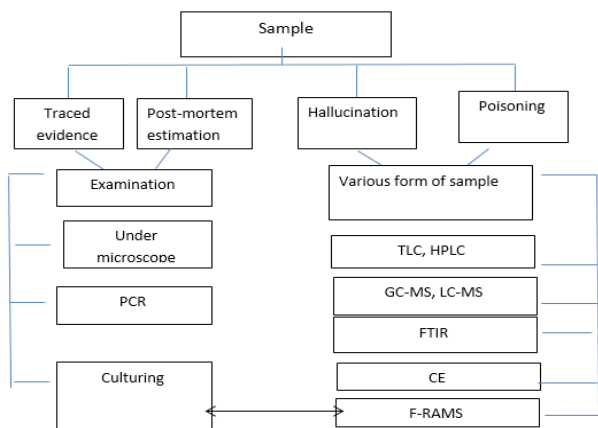 Sample
Traced
evidence
Post-mortem
estimation
Hallucination
Poisoning
Examination
Various form of sample
Under
microscope
TLC, HPLC
PCR
GC-MS, LC-MS
FTIR
Culturing
CE
F-RAMS